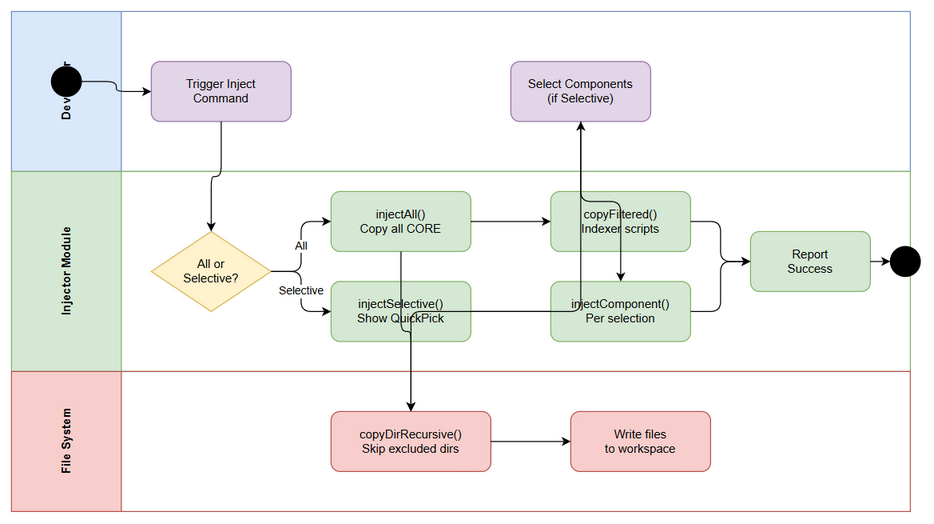 Dev r
Trigger Inject
Command
Select Components
(if Selective)
Injector Module
All or
Selective?
All
Selective
injectAll()
Copy all CORE
copyFiltered()
Indexer scripts
injectSelective()
Show QuickPick
injectComponent()
Per selection
Report
Success
File System
copyDirRecursive()
Skip excluded dirs
Write files
to workspace